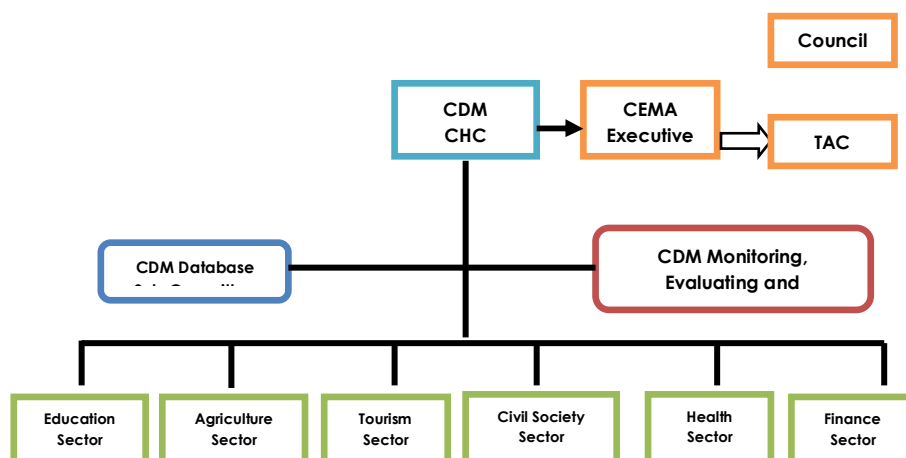 Council
CDM
CHC
CEMA
Executive
TAC
CDM Database
CDM Monitoring,
Evaluating and
Education
Sector
Agriculture
Sector
Tourism
Sector
Civil Society
Sector
Health
Sector
Finance
Sector